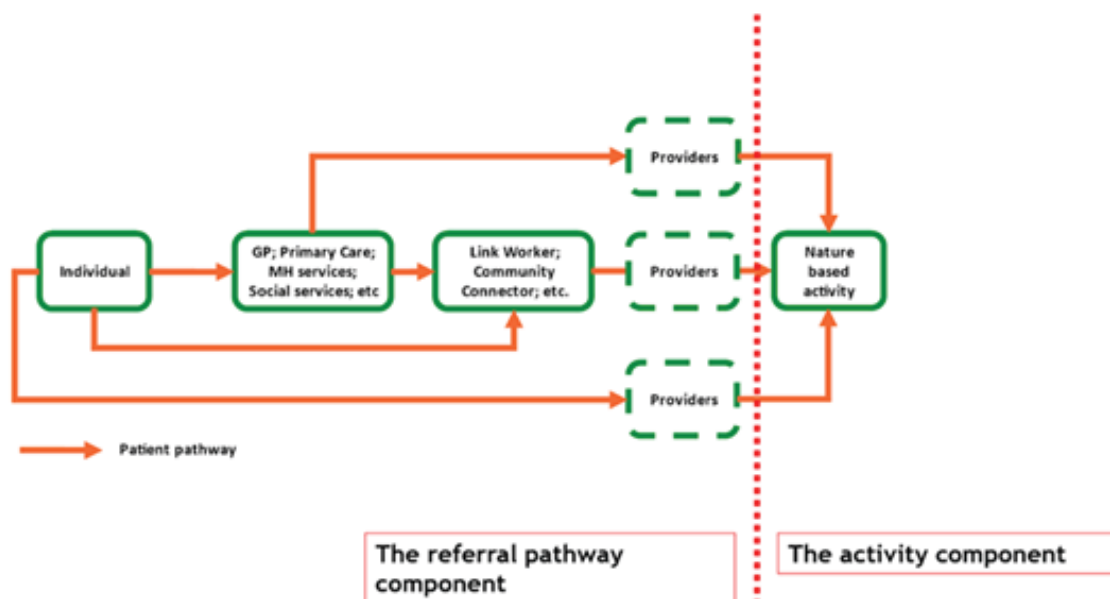 Providers
Individual
GP; Primary Care;
MH services;
Social services; etc
Link Worker;
Community
Connector; etc.
Providers
Nature
based
activity
Providers
Patient pathway
The referral pathway
component
The activity component